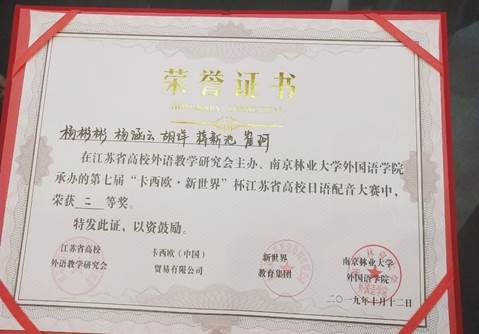 荣誉证书
杨彬彬 杨涵云 胡洋
在江苏省高校外语教学研究会主办、南京林业大学外国语学院
承办的第七届“卡西欧·新世界”杯江苏省高校日语配音大赛中，
荣获 二 等奖。
特发此证，以资鼓励。
江苏省高校
外语教学研究会
卡西欧（中国）
贸易有限公司
新世界
教育集团
南京林业大学
外国语学院
二〇一九年十月十二日